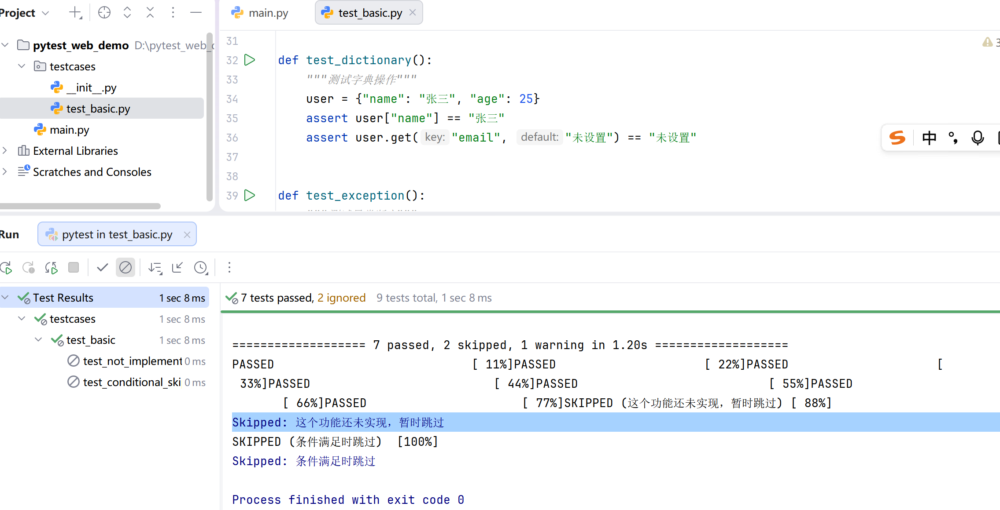 Project
main.py
test_basic.py
pytest_web_demo D:\pytest_web_
testcases
__init__.py
test_basic.py
main.py
External Libraries
Scratches and Consoles
31
32 def test_dictionary():
33 """测试字典操作"""
34 user = {"name": "张三", "age": 25}
35 assert user["name"] == "张三"
36 assert user.get( key: "email", default: "未设置") == "未设置"
37
38
39 def test_exception():
3
中
Run
pytest in test_basic.py
Test Results 1 sec 8 ms
testcases 1 sec 8 ms
test_basic 1 sec 8 ms
test_not_implement 0 ms
test_conditional_ski 0 ms
7 tests passed, 2 ignored 9 tests total, 1 sec 8 ms
=================== 7 passed, 2 skipped, 1 warning in 1.20s ===================
PASSED [ 11%]PASSED [ 22%]PASSED [
33%]PASSED [ 44%]PASSED [ 55%]PASSED
[ 66%]PASSED [ 77%]SKIPPED (这个功能还未实现，暂时跳过) [ 88%]
Skipped: 这个功能还未实现，暂时跳过
SKIPPED (条件满足时跳过) [100%]
Skipped: 条件满足时跳过
Process finished with exit code 0